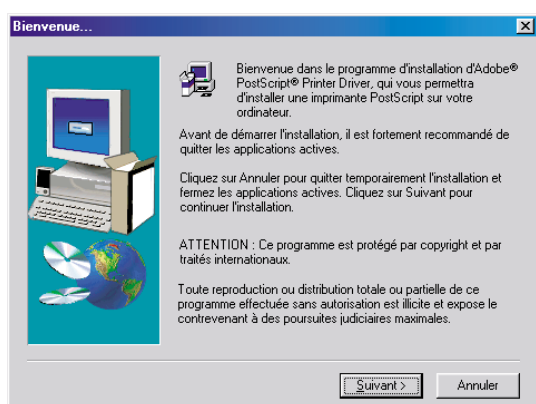 Bienvenue...
Bienvenue dans le programme d'installation d'Adobe®
PostScript® Printer Driver, qui vous permettra
d'installer une imprimante PostScript sur votre
ordinateur.
Avant de démarrer l'installation, il est fortement recommandé de
quitter les applications actives.
Cliquez sur Annuler pour quitter temporairement l'installation et
fermez les applications actives. Cliquez sur Suivant pour
continuer l'installation.
ATTENTION : Ce programme est protégé par copyright et par
traités internationaux.
Toute reproduction ou distribution totale ou partielle de ce
programme effectuée sans autorisation est illicite et expose le
contrevenant à des poursuites judiciaires maximales.
Suivant >
Annuler